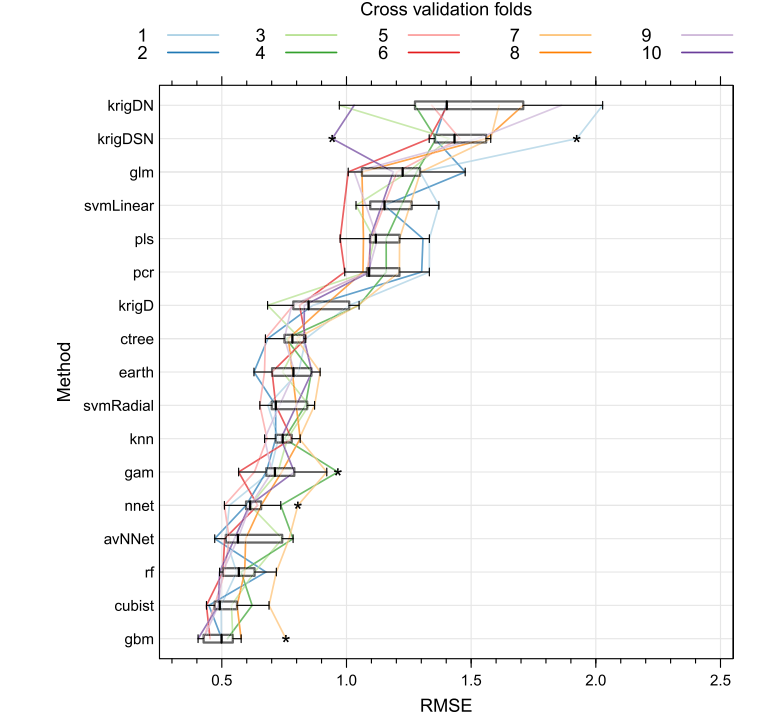 Cross validation folds
1 3 5 7 9
2 4 6 8 10
krigDN
krigDSN
glm
svmLinear
pls
pcr
krigD
ctree
earth
svmRadial
knn
gam
nnet
avNNet
rf
cubist
gbm
Method
0.5 1.0 1.5 2.0 2.5
RMSE